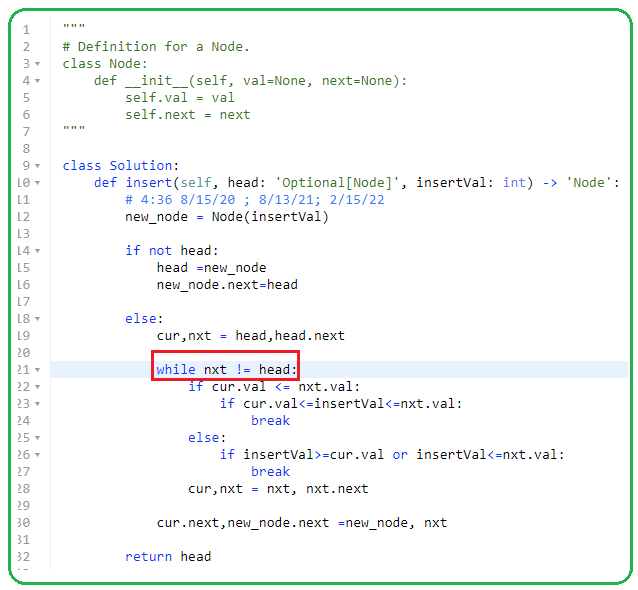 1 """
2 # Definition for a Node.
3 class Node:
4     def __init__(self, val=None, next=None):
5         self.val = val
6         self.next = next
7 """
8
9 class Solution:
10     def insert(self, head: 'Optional[Node]', insertVal: int) -> 'Node':
11         # 4:36 8/15/20 ; 8/13/21; 2/15/22
12         new_node = Node(insertVal)
13
14         if not head:
15             head =new_node
16             new_node.next=head
17
18         else:
19             cur,nxt = head,head.next
20
21             while nxt != head:
22                 if cur.val <= nxt.val:
23                     if cur.val<=insertVal<=nxt.val:
24                         break
25                 else:
26                     if insertVal>=cur.val or insertVal<=nxt.val:
27                         break
28                 cur,nxt = nxt, nxt.next
29
30             cur.next,new_node.next =new_node, nxt
31
32         return head